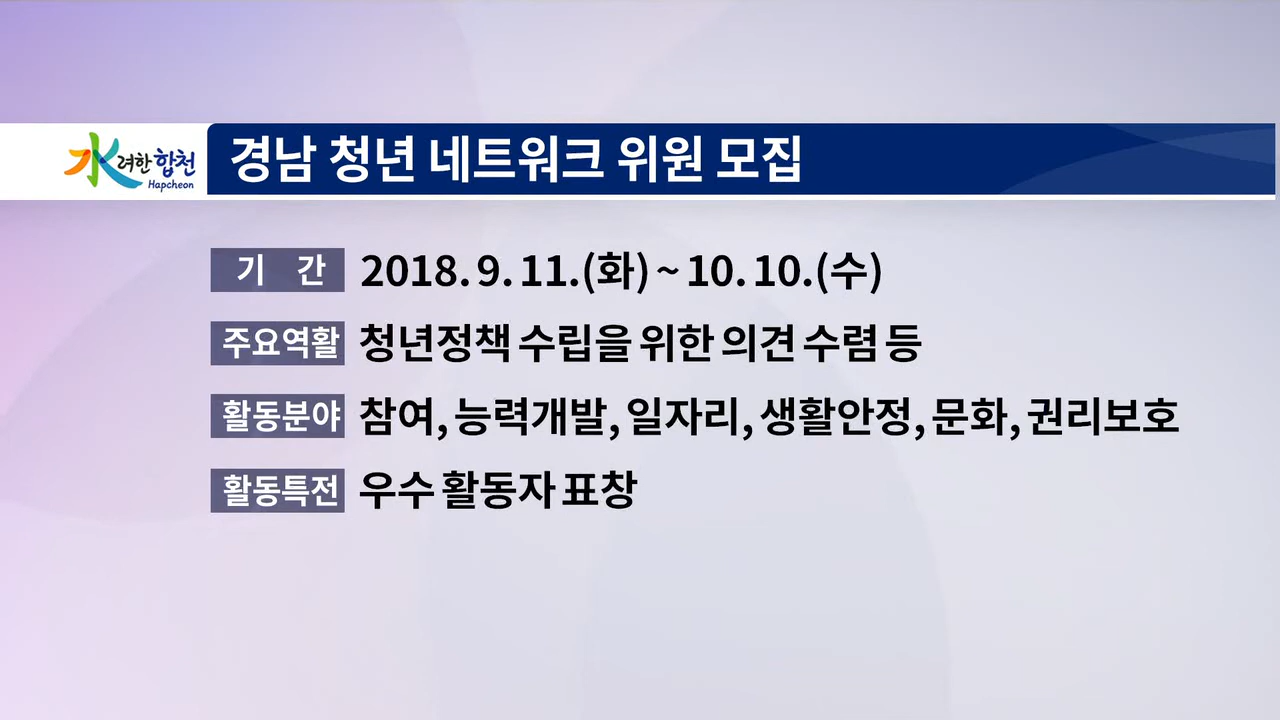 水려한합천
Hapcheon
경남 청년 네트워크 위원 모집
기 간 2018. 9. 11.(화) ~ 10. 10.(수)
주요역활 청년정책 수립을 위한 의견 수렴 등
활동분야 참여, 능력개발, 일자리, 생활안정, 문화, 권리보호
활동특전 우수 활동자 표창